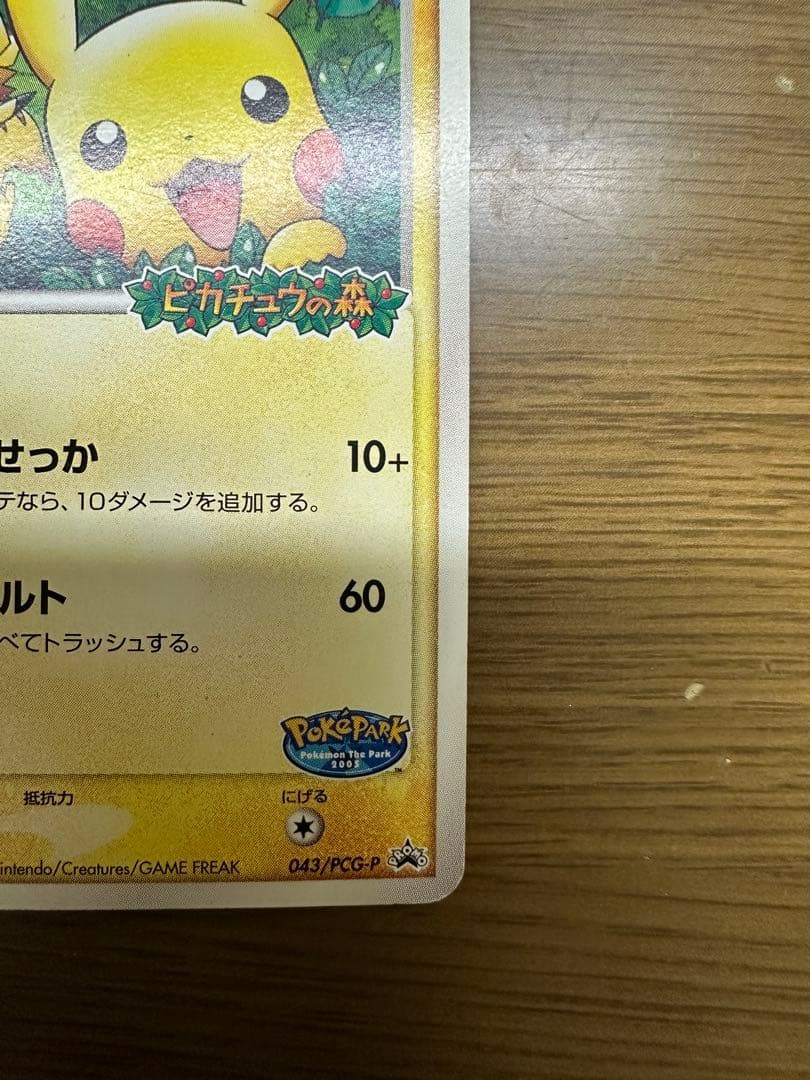 ピカチュウの森
せっか 10+
テなら、10ダメージを追加する。
ルト 60
べてトラッシュする。
POKéPARK
Pokémon The Park
2005
TM
抵抗力 にげる
intendo/Creatures/GAME FREAK 043/PCG-P PROMO